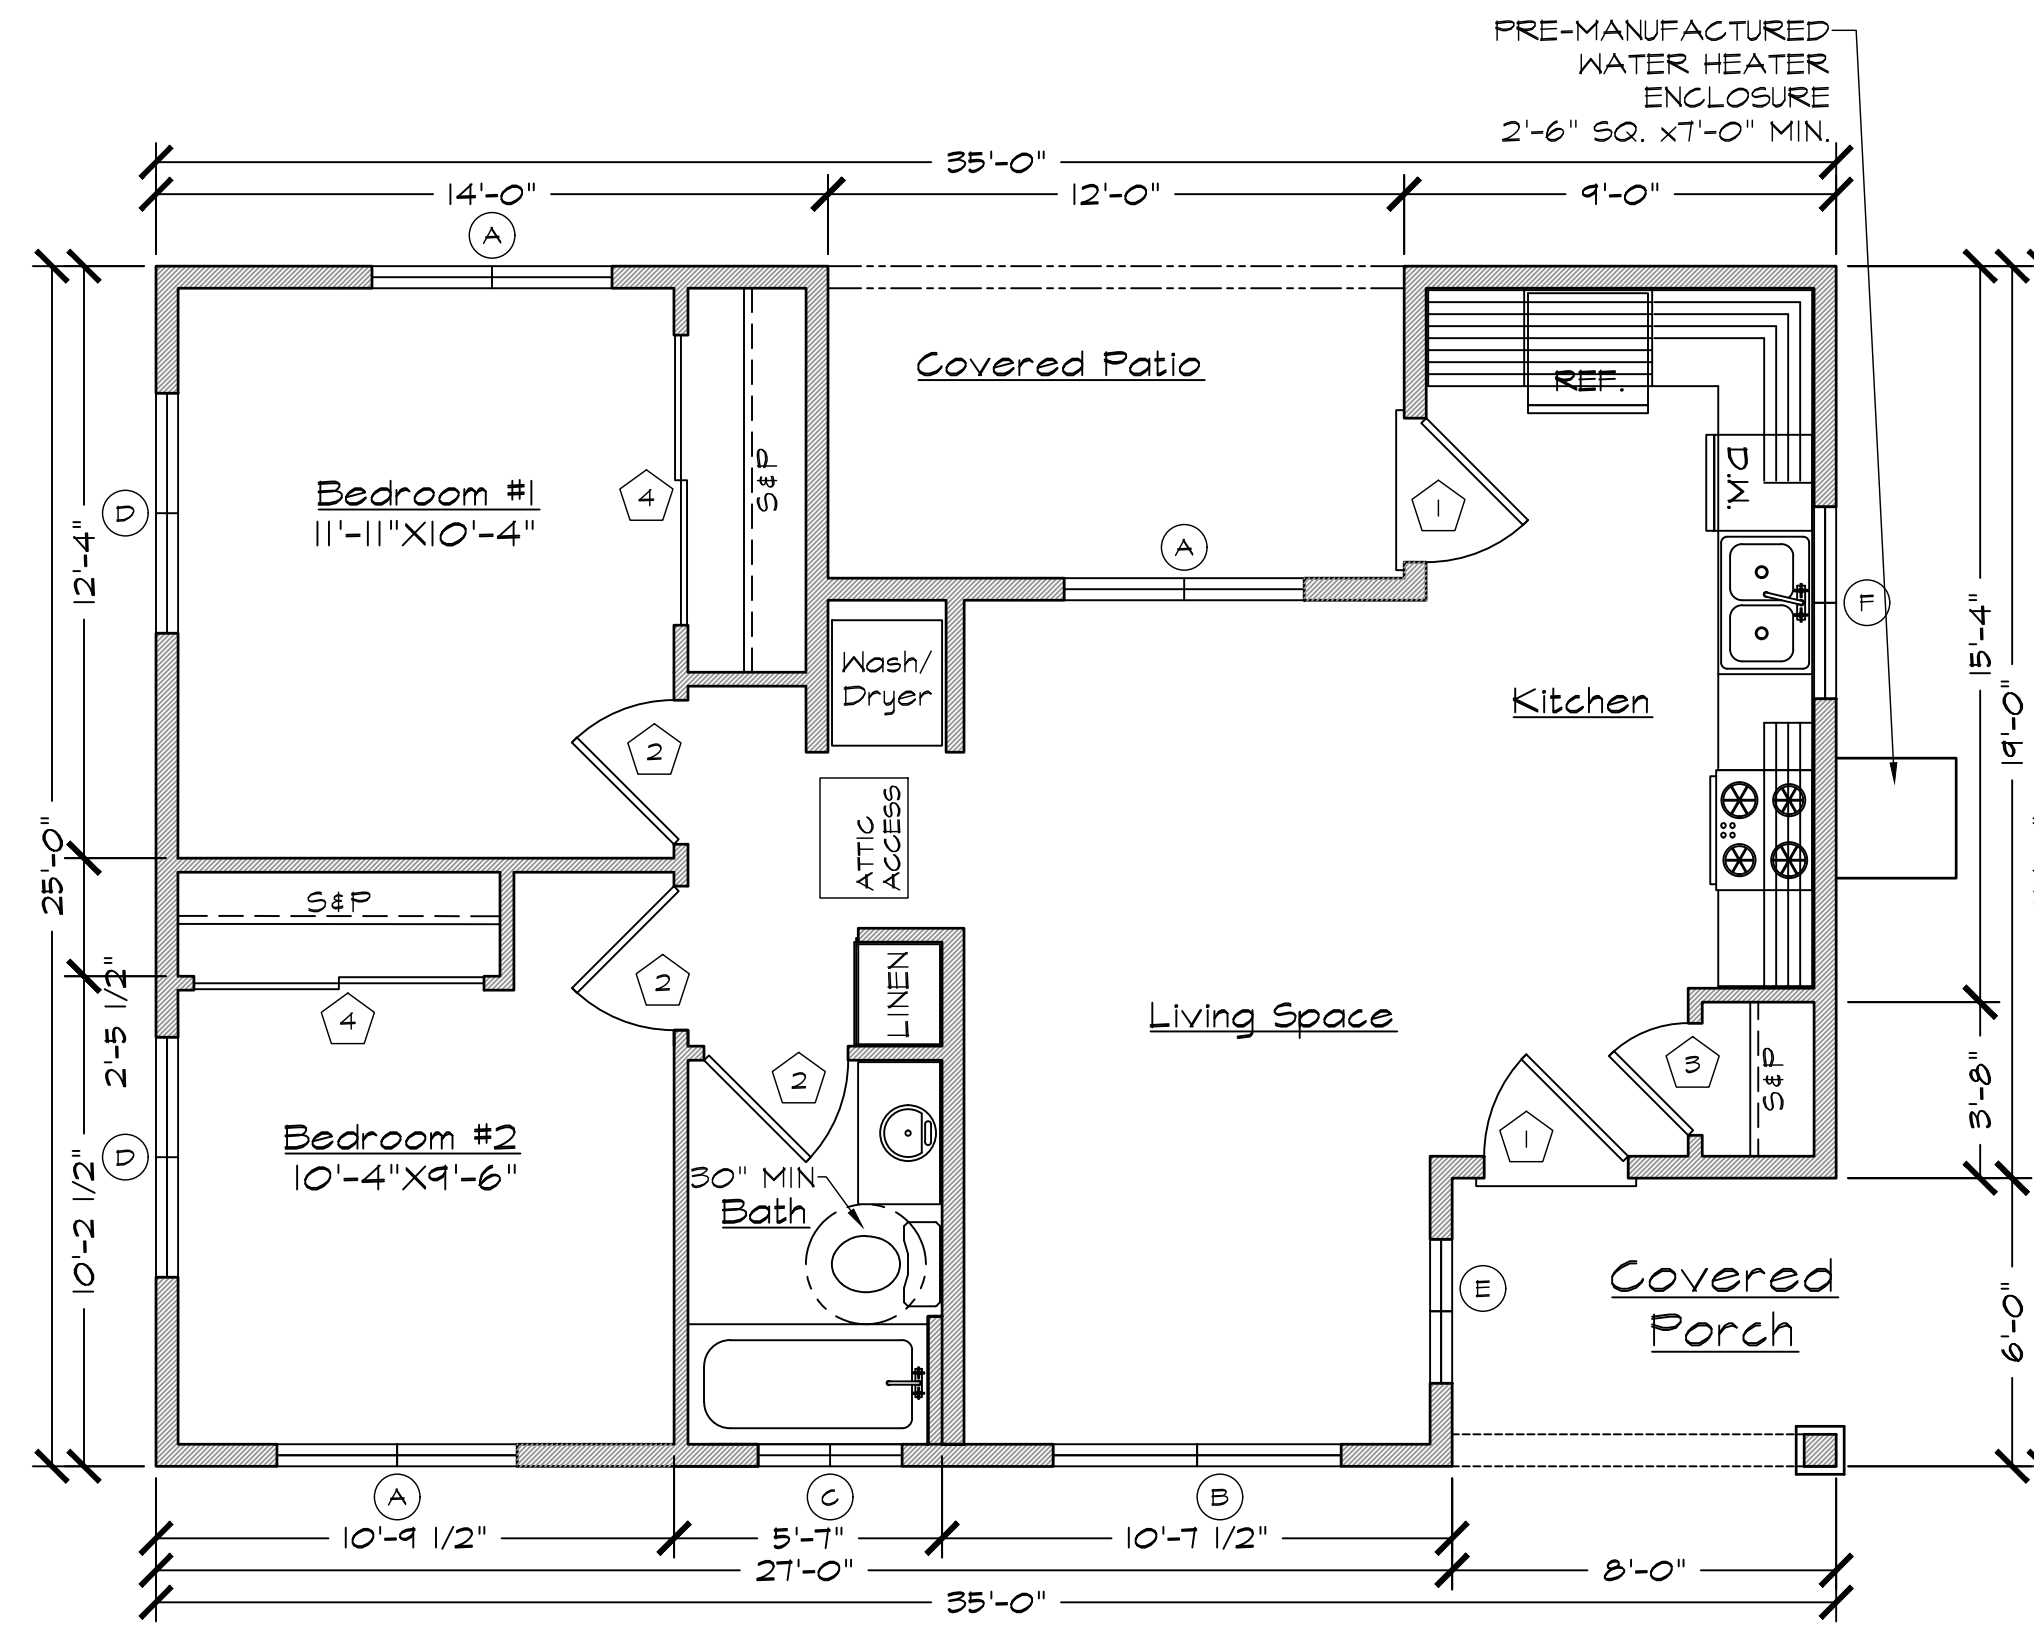 PRE-MANUFACTURED
WATER HEATER
ENCLOSURE
2'-6" SQ. x7'-0" MIN.
35'-0"
14'-0"
12'-0"
9'-0"
A
Covered Patio
REF.
Bedroom #1
11'-11"X10'-4"
D
4
S&P
1
D.W.
A
12'-4"
F
15'-4"
Wash/
Dryer
Kitchen
2
19'-0"
ATTIC
ACCESS
25'-0"
S&P
2
LINEN
4
2'-5 1/2"
Living Space
2
3
S&P
3'-8"
Bedroom #2
10'-4"X9'-6"
D
1
30" MIN
Bath
10'-2 1/2"
E
Covered
Porch
6'-0"
A
C
B
10'-9 1/2"
5'-7"
10'-7 1/2"
27'-0"
8'-0"
35'-0"